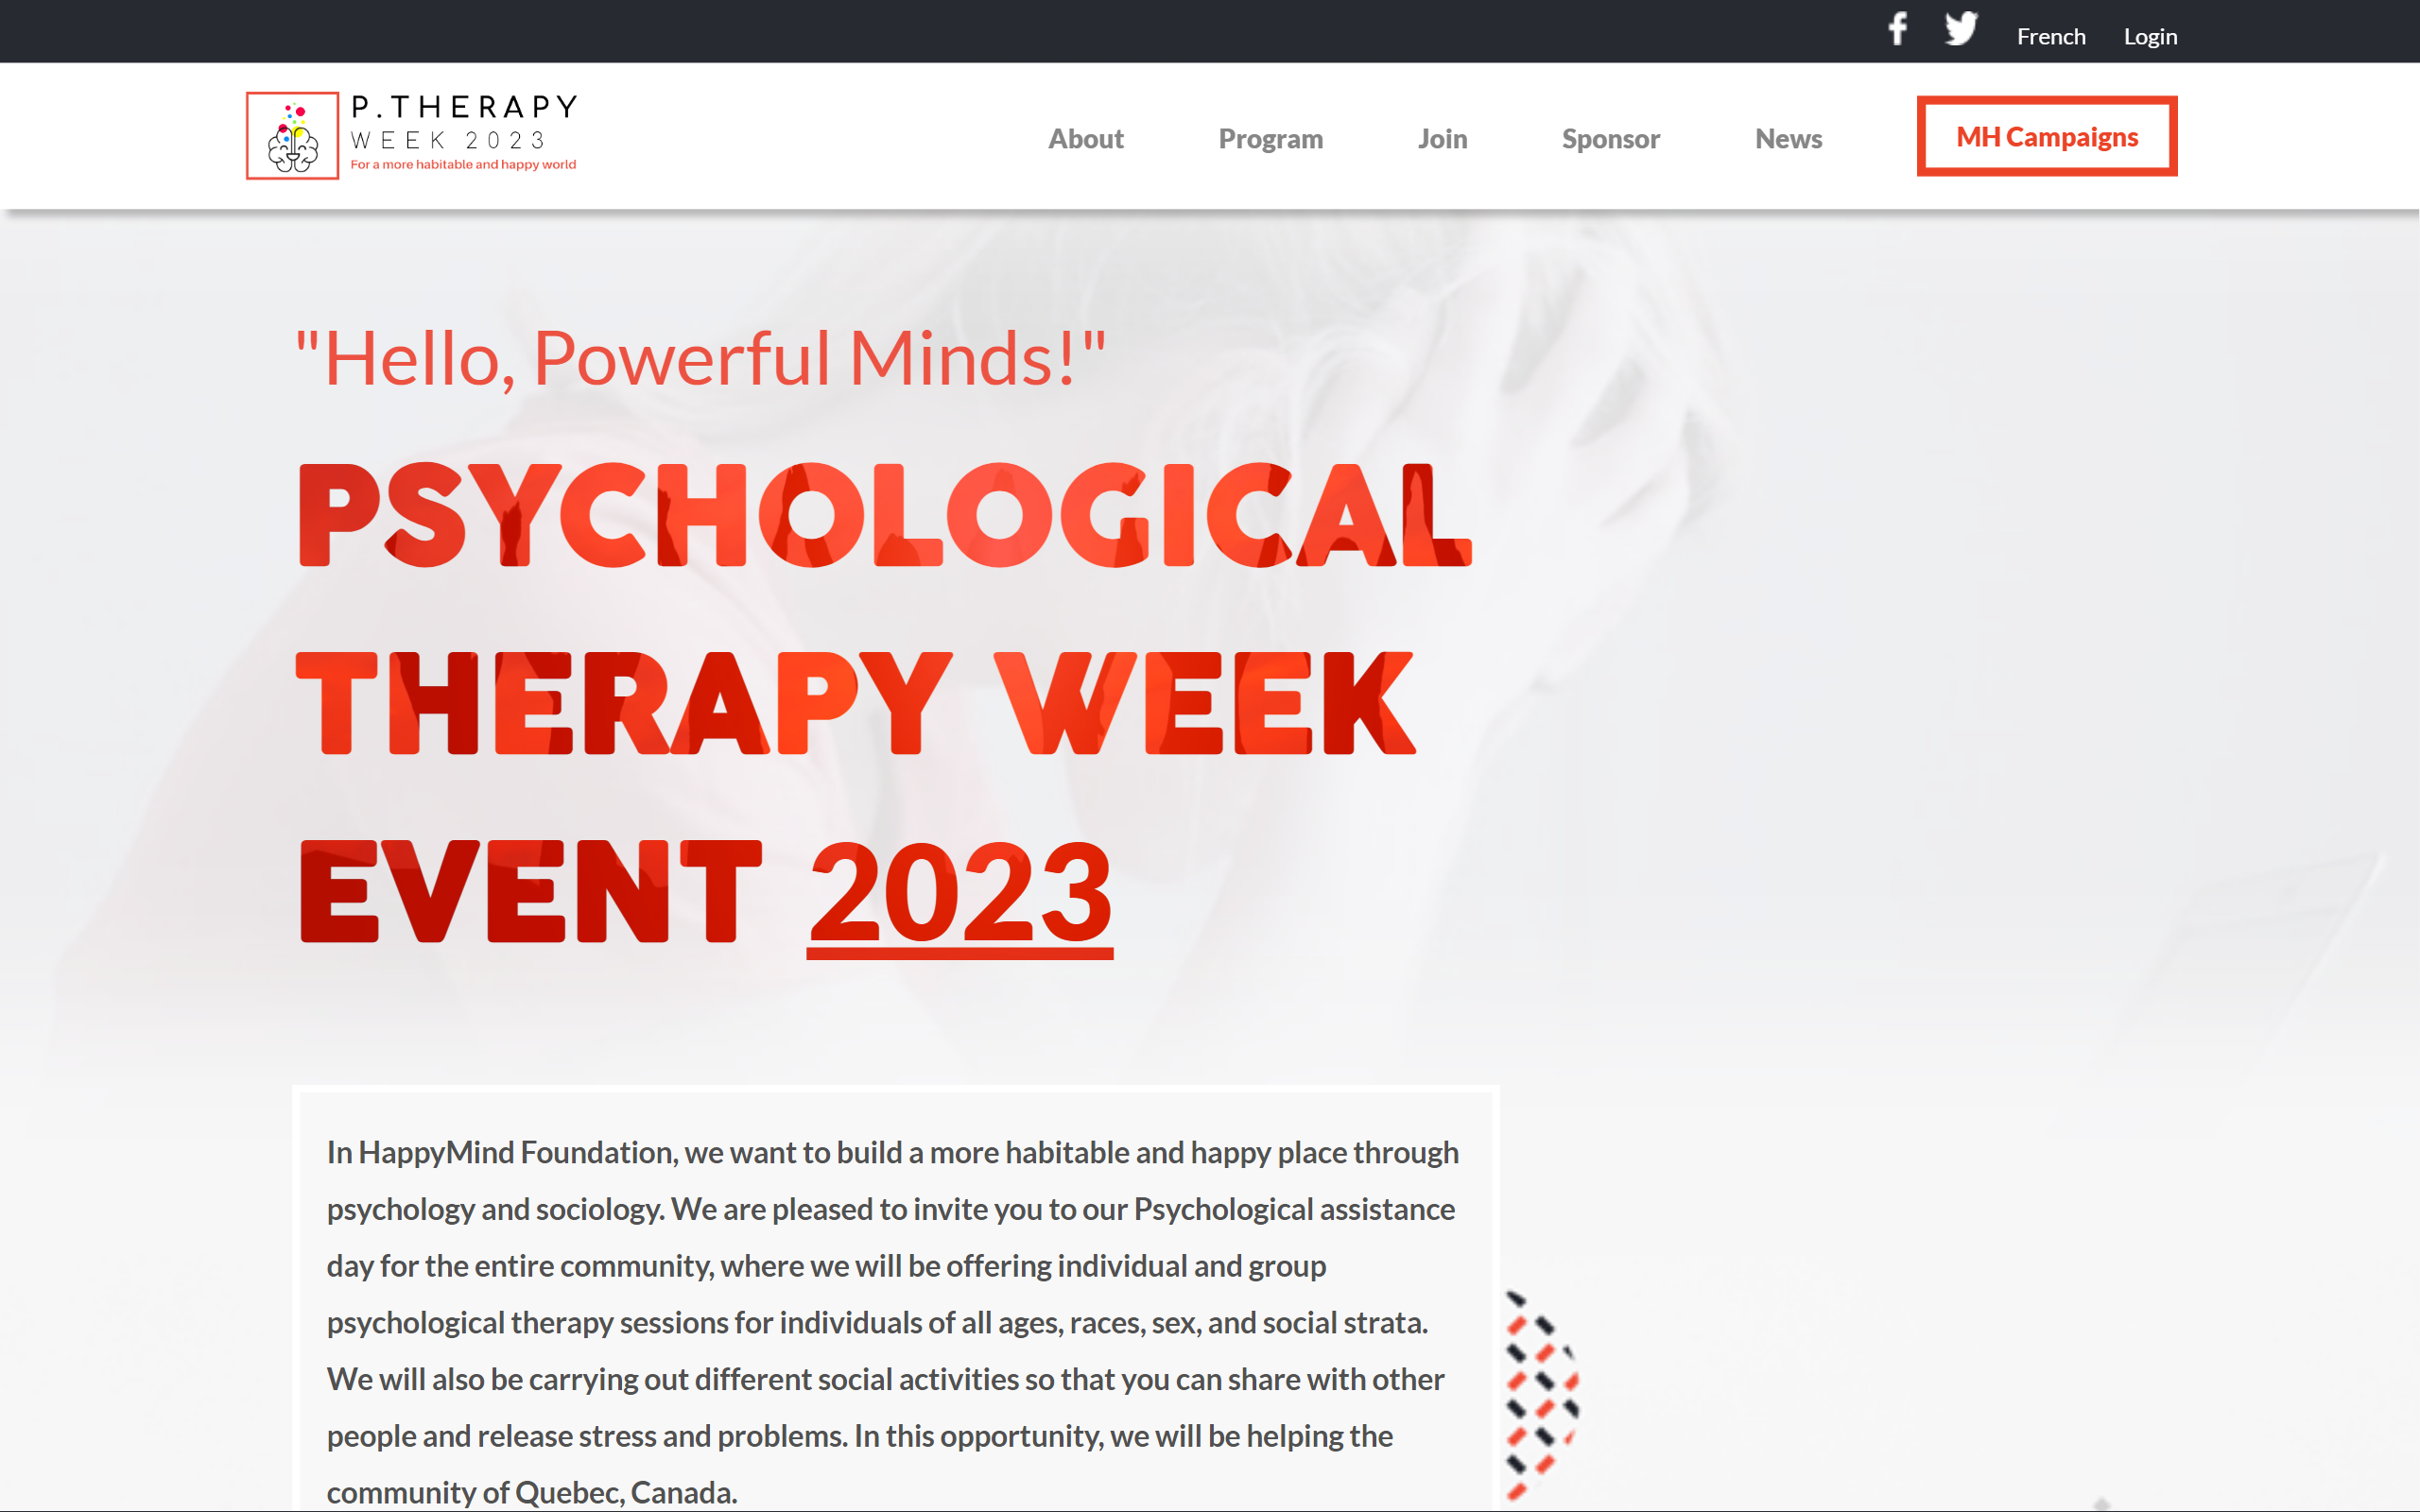 French Login
P.THERAPY
WEEK 2023
For a more habitable and happy world
About Program Join Sponsor News MH Campaigns
"Hello, Powerful Minds!"
PSYCHOLOGICAL
THERAPY WEEK
EVENT 2023
In HappyMind Foundation, we want to build a more habitable and happy place through
psychology and sociology. We are pleased to invite you to our Psychological assistance
day for the entire community, where we will be offering individual and group
psychological therapy sessions for individuals of all ages, races, sex, and social strata.
We will also be carrying out different social activities so that you can share with other
people and release stress and problems. In this opportunity, we will be helping the
community of Quebec, Canada.